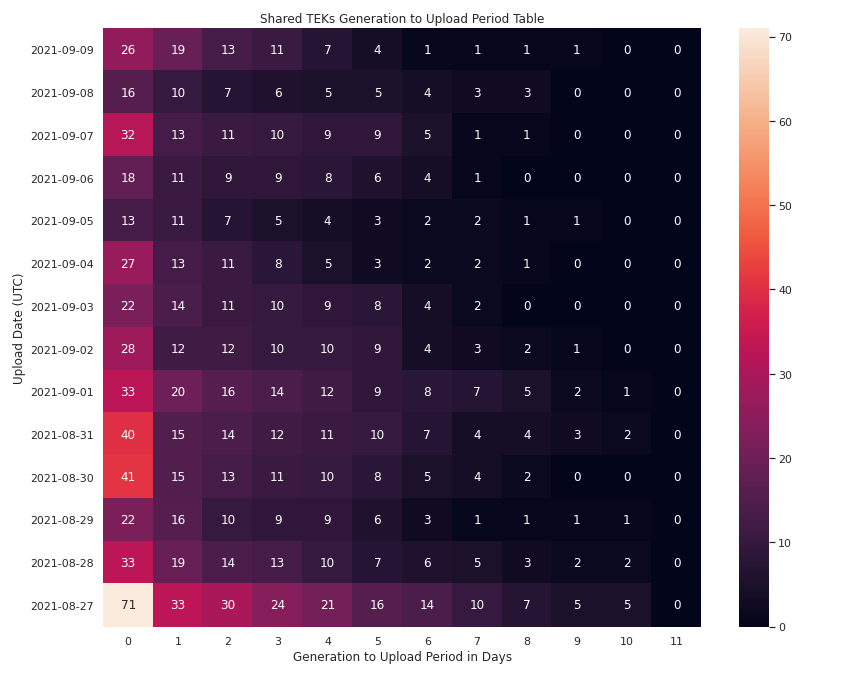 Shared TEKs Generation to Upload Period Table
Upload Date (UTC)
2021-09-09 26 19 13 11 7 4 1 1 1 1 0 0
2021-09-08 16 10 7 6 5 5 4 3 3 0 0 0
2021-09-07 32 13 11 10 9 9 5 1 1 0 0 0
2021-09-06 18 11 9 9 8 6 4 1 0 0 0 0
2021-09-05 13 11 7 5 4 3 2 2 1 1 0 0
2021-09-04 27 13 11 8 5 3 2 2 1 0 0 0
2021-09-03 22 14 11 10 9 8 4 2 0 0 0 0
2021-09-02 28 12 12 10 10 9 4 3 2 1 0 0
2021-09-01 33 20 16 14 12 9 8 7 5 2 1 0
2021-08-31 40 15 14 12 11 10 7 4 4 3 2 0
2021-08-30 41 15 13 11 10 8 5 4 2 0 0 0
2021-08-29 22 16 10 9 9 6 3 1 1 1 1 0
2021-08-28 33 19 14 13 10 7 6 5 3 2 2 0
2021-08-27 71 33 30 24 21 16 14 10 7 5 5 0
0 1 2 3 4 5 6 7 8 9 10 11
Generation to Upload Period in Days
70
60
50
40
30
20
10
0